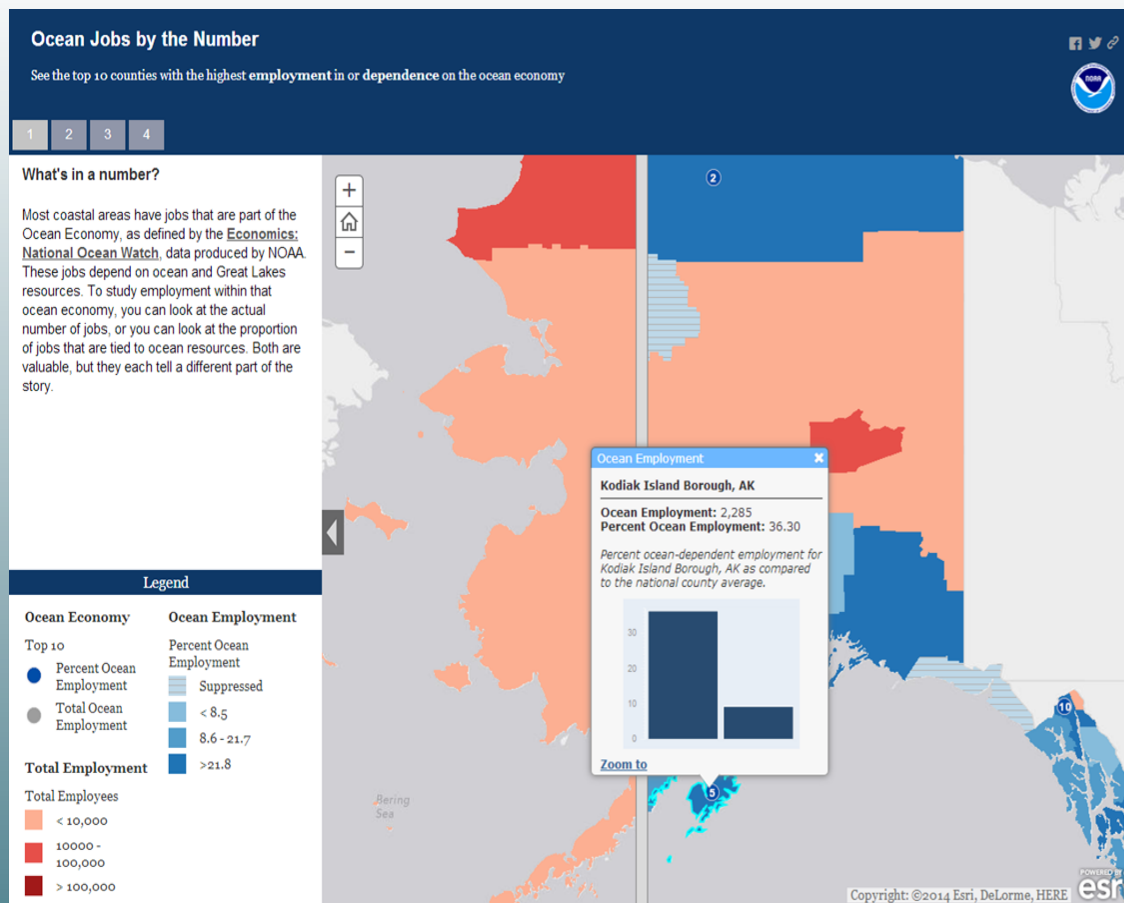 Ocean Jobs by the Number
See the top 10 counties with the highest employment in or dependence on the ocean economy
NOAA
1 2 3 4
What's in a number?
Most coastal areas have jobs that are part of the
Ocean Economy, as defined by the Economics:
National Ocean Watch, data produced by NOAA.
These jobs depend on ocean and Great Lakes
resources. To study employment within that
ocean economy, you can look at the actual
number of jobs, or you can look at the proportion
of jobs that are tied to ocean resources. Both are
valuable, but they each tell a different part of the
story.
+
−
2
Ocean Employment
Kodiak Island Borough, AK
Ocean Employment: 2,285
Percent Ocean Employment: 36.30
Percent ocean-dependent employment for
Kodiak Island Borough, AK as compared
to the national county average.
30
20
10
0
Zoom to
5
10
Bering
Sea
Legend
Ocean Economy
Top 10
Percent Ocean
Employment
Total Ocean
Employment
Total Employment
Total Employees
< 10,000
10000 -
100,000
> 100,000
Ocean Employment
Percent Ocean
Employment
Suppressed
< 8.5
8.6 - 21.7
>21.8
Copyright: ©2014 Esri, DeLorme, HERE
POWERED BY
esri